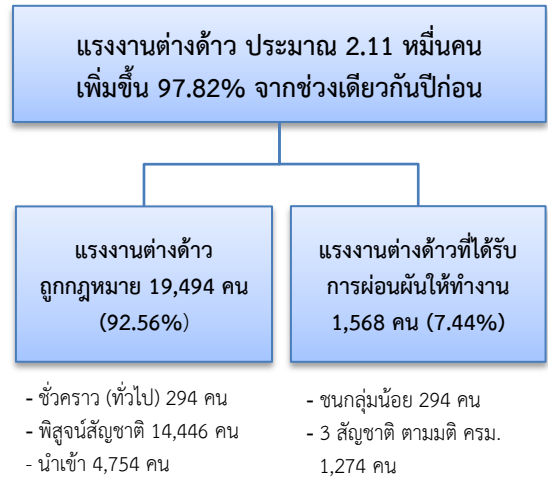 แรงงานต่างด้าว ประมาณ 2.11 หมื่นคน
เพิ่มขึ้น 97.82% จากช่วงเดียวกันปีก่อน
แรงงานต่างด้าว
ถูกกฎหมาย 19,494 คน
(92.56%)
แรงงานต่างด้าวที่ได้รับ
การผ่อนผันให้ทำงาน
1,568 คน (7.44%)
- ชั่วคราว (ทั่วไป) 294 คน
- พิสูจน์สัญชาติ 14,446 คน
- นำเข้า 4,754 คน
- ชนกลุ่มน้อย 294 คน
- 3 สัญชาติ ตามมติ ครม.
1,274 คน